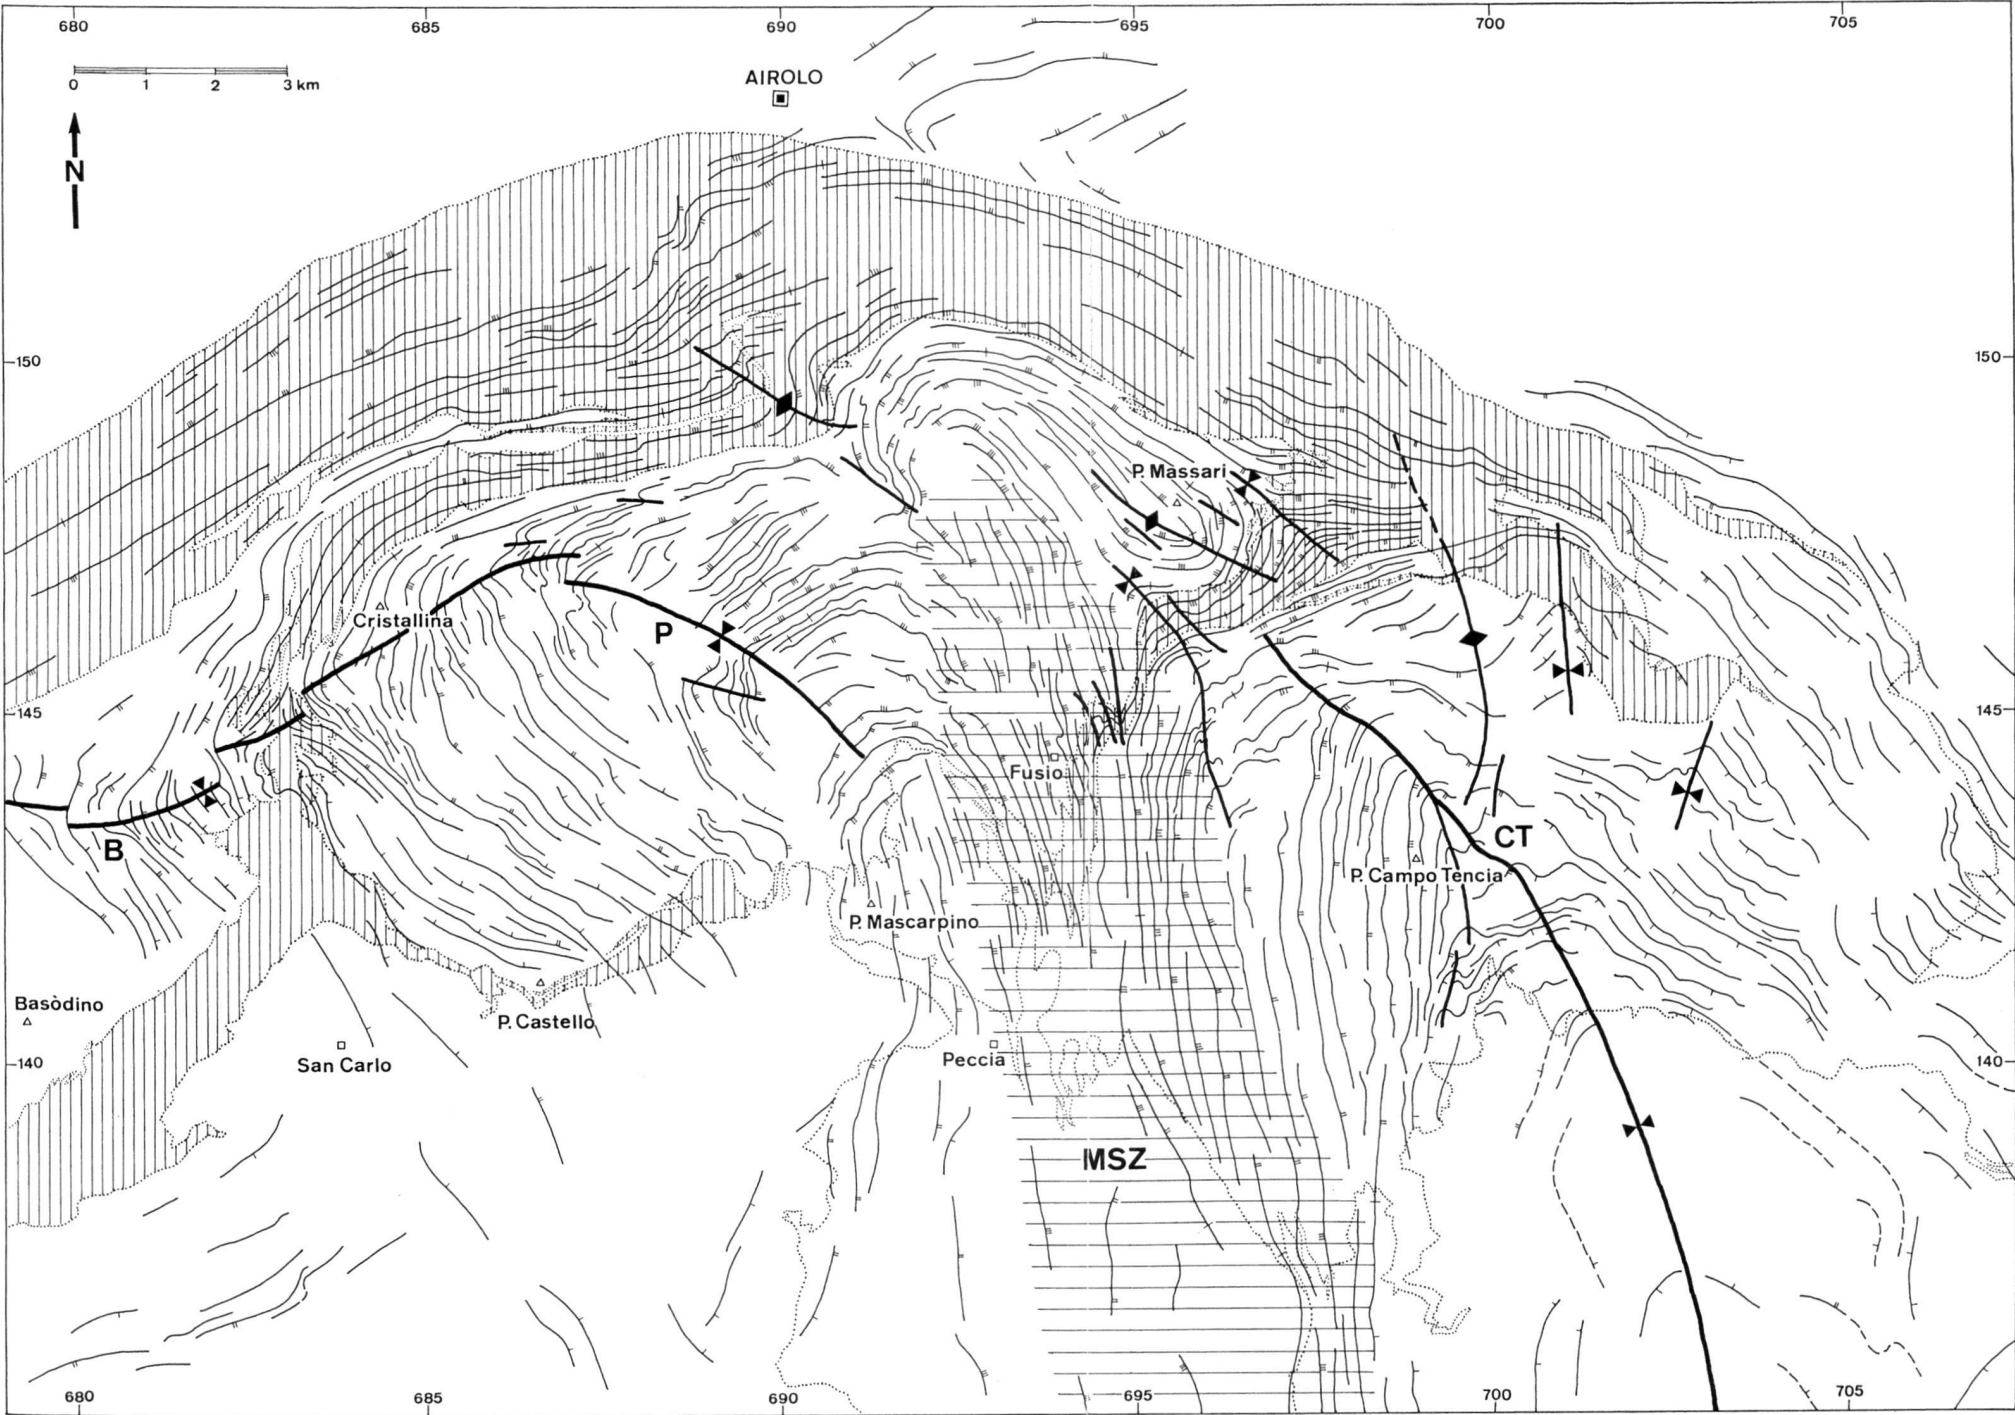 680 685 690 695 700 705
0 1 2 3 km
AIROLO
N
150 150
P. Massari
Cristallina
P
145 145
Fusio
B
CT
P. Campo Tencia
P. Mascarpino
Basòdino
P. Castello
Peccia
San Carlo
140 140
MSZ
680 685 690 695 700 705